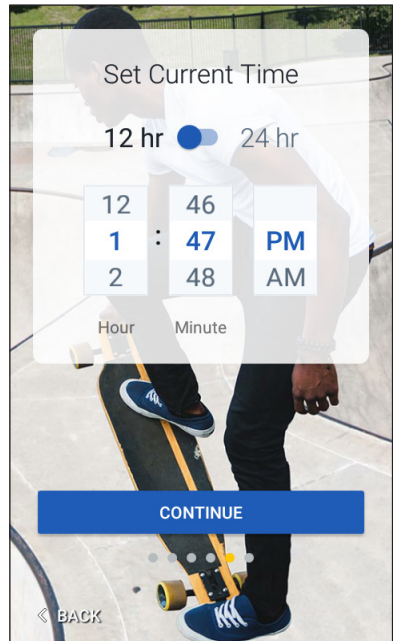 Set Current Time
12 hr 24 hr
12 46
1 : 47 PM
2 48 AM
Hour Minute
CONTINUE
BACK